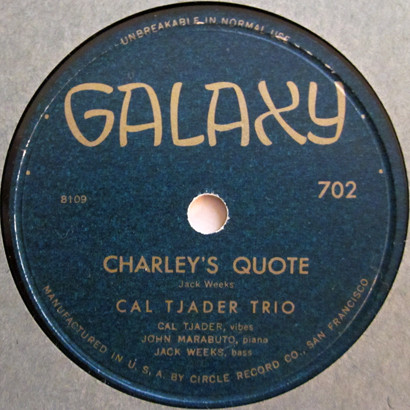 UNBREAKABLE IN NORMAL USE
GALAXY
8109
702
CHARLEY'S QUOTE
Jack Weeks
CAL TJADER TRIO
CAL TJADER, vibes
JOHN MARABUTO, piano
JACK WEEKS, bass
MANUFACTURED IN U. S. A. BY CIRCLE RECORD CO., SAN FRANCISCO